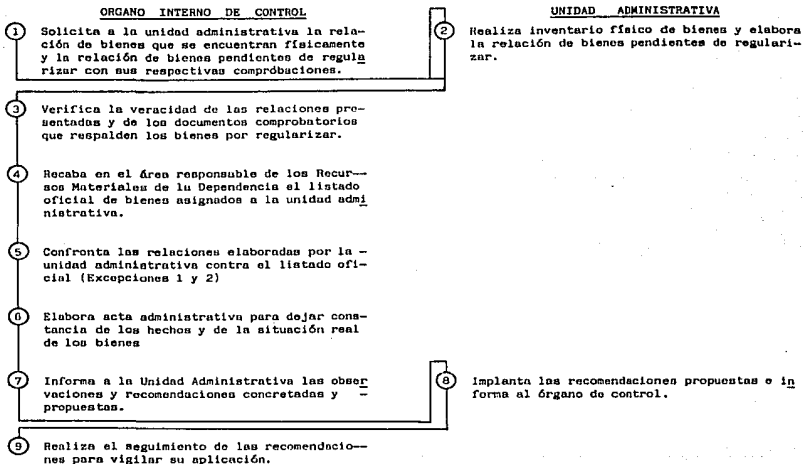 ORGANO INTERNO DE CONTROL
UNIDAD ADMINISTRATIVA
1 Solicita a la unidad administrativa la rela-
ción de bienes que se encuentran físicamente
y la relación de bienes pendientes de regula
rizar con sus respectivas comprobaciones.
2 Realiza inventario físico de bienes y elabora
la relación de bienes pendientes de regulari-
zar.
3 Verifica la veracidad de las relaciones pre-
sentadas y de los documentos comprobatorios
que respalden los bienes por regularizar.
4 Recaba en el área responsable de los Recur--
sos Materiales de la Dependencia el listado
oficial de bienes asignados a la unidad admi
nistrativa.
5 Confronta las relaciones elaboradas por la -
unidad administrativa contra el listado ofi-
cial (Excepciones 1 y 2)
6 Elabora acta administrativa para dejar cons-
tancia de los hechos y de la situación real
de los bienes
7 Informa a la Unidad Administrativa las obser
vaciones y recomendaciones concretadas y -
propuestas.
8 Implanta las recomendaciones propuestas e in
forma al órgano de control.
9 Realiza el seguimiento de las recomendacio--
nes para vigilar su aplicación.